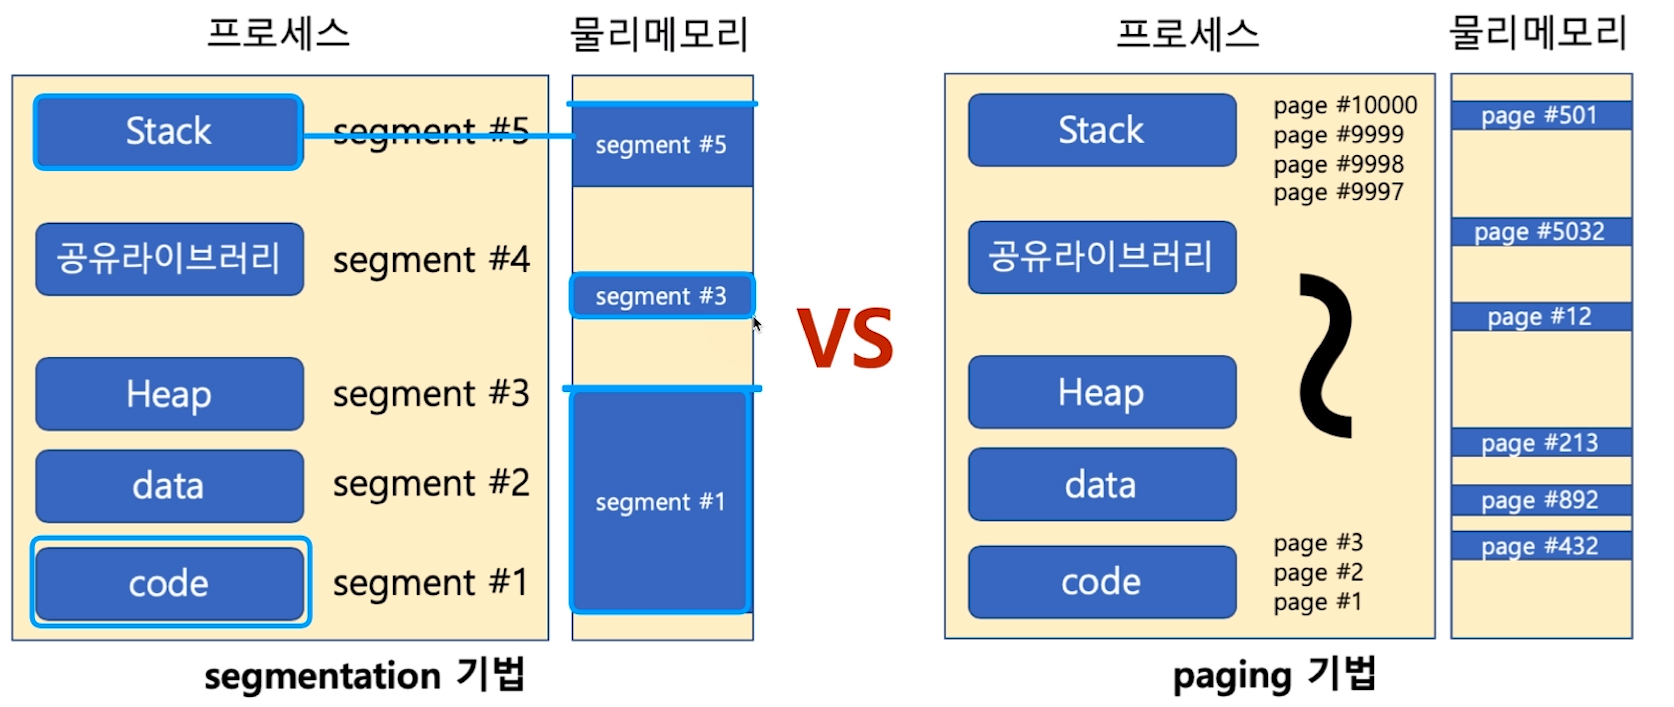 프로세스
물리메모리
Stack
segment #5
공유라이브러리
segment #4
Heap
segment #3
data
segment #2
code
segment #1
segment #5
segment #3
segment #1
segmentation 기법
VS
프로세스
물리메모리
Stack
page #10000
page #9999
page #9998
page #9997
공유라이브러리
Heap
data
code
page #3
page #2
page #1
page #501
page #5032
page #12
page #213
page #892
page #432
paging 기법